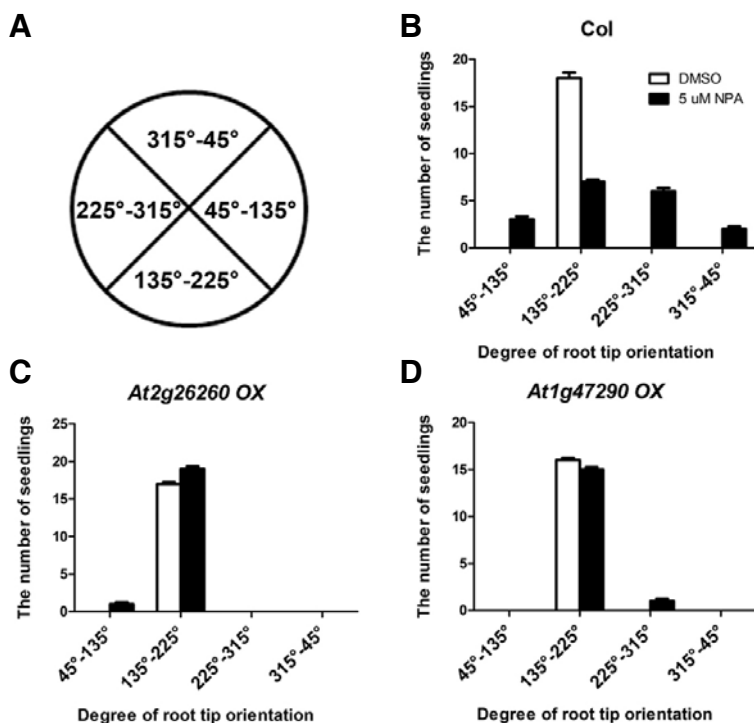 A
315°-45°
225°-315°
45°-135°
135°-225°
B
Col
The number of seedlings
20
15
10
5
0
DMSO
5 uM NPA
45°-135°
135°-225°
225°-315°
315°-45°
Degree of root tip orientation
C
At2g26260 OX
The number of seedlings
25
20
15
10
5
0
45°-135°
135°-225°
225°-315°
315°-45°
Degree of root tip orientation
D
At1g47290 OX
The number of seedlings
20
15
10
5
0
45°-135°
135°-225°
225°-315°
315°-45°
Degree of root tip orientation